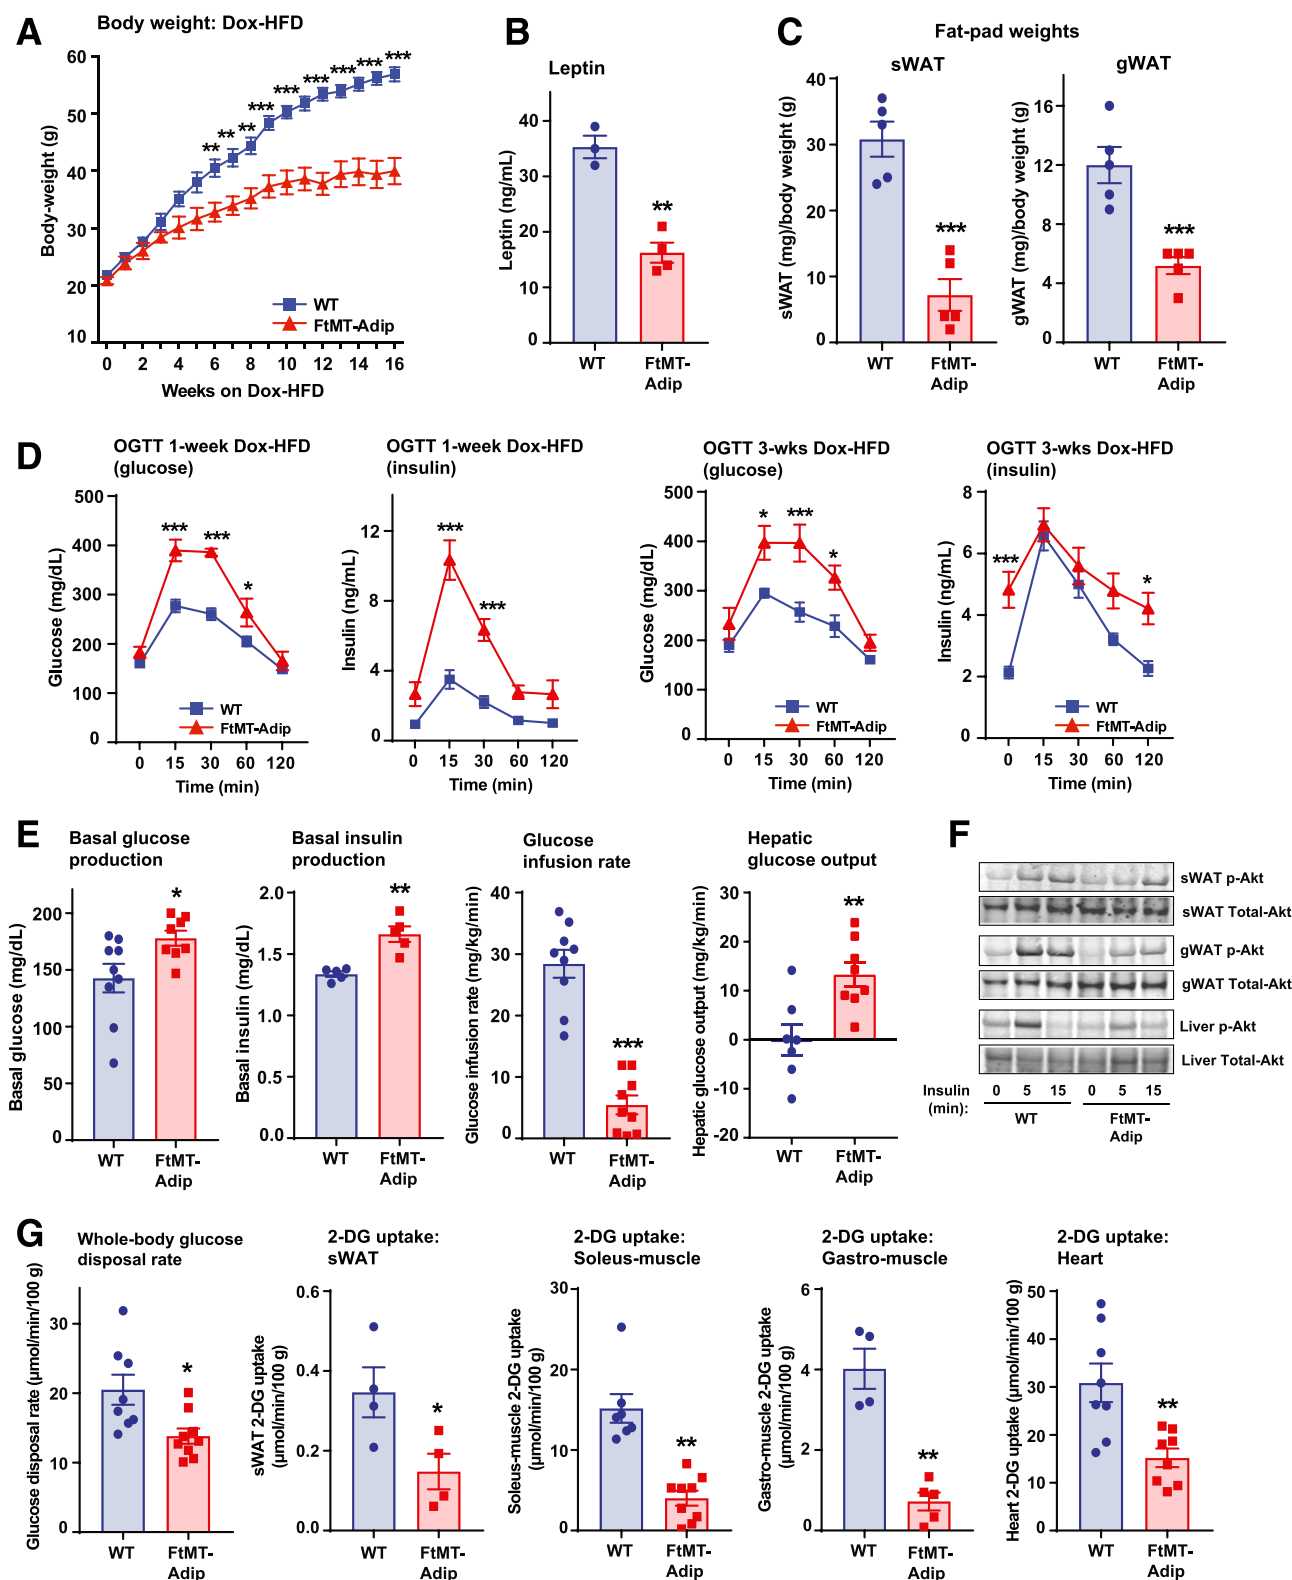 A
Body weight: Dox-HFD
Body-weight (g)
60
50
40
30
20
10
** ** ** *** *** *** *** *** ***
WT
FtMT-Adip
0 2 4 6 8 10 12 14 16
Weeks on Dox-HFD
B
Leptin
Leptin (ng/mL)
40
30
20
10
0
**
WT
FtMT-
Adip
C
Fat-pad weights
sWAT
sWAT (mg)/body weight (g)
40
30
20
10
0
***
WT
FtMT-
Adip
gWAT
gWAT (mg)/body weight (g)
16
12
8
4
0
***
WT
FtMT-
Adip
D
OGTT 1-week Dox-HFD
(glucose)
Glucose (mg/dL)
500
400
300
200
100
0
*** *** *
WT
FtMT-Adip
0 15 30 60 120
Time (min)
OGTT 1-week Dox-HFD
(insulin)
Insulin (ng/mL)
12
8
4
0
*** ***
0 15 30 60 120
Time (min)
OGTT 3-wks Dox-HFD
(glucose)
Glucose (mg/dL)
500
400
300
200
100
0
* *** *
WT
FtMT-Adip
0 15 30 60 120
Time (min)
OGTT 3-wks Dox-HFD
(insulin)
Insulin (ng/mL)
8
6
4
2
0
*** *
WT
FtMT-Adip
0 15 30 60 120
Time (min)
E
Basal glucose
production
Basal glucose (mg/dL)
200
150
100
50
0
*
WT
FtMT-
Adip
Basal insulin
production
Basal insulin (mg/dL)
2.0
1.5
1.0
0.5
0.0
**
WT
FtMT-
Adip
Glucose
infusion rate
Glucose infusion rate (mg/kg/min)
40
30
20
10
0
***
WT
FtMT-
Adip
Hepatic
glucose output
Hepatic glucose output (mg/kg/min)
30
20
10
0
-10
-20
**
WT
FtMT-
Adip
F
sWAT p-Akt
sWAT Total-Akt
gWAT p-Akt
gWAT Total-Akt
Liver p-Akt
Liver Total-Akt
Insulin
(min):
0 5 15 0 5 15
WT
FtMT-
Adip
G
Whole-body glucose
disposal rate
Glucose disposal rate (µmol/min/100 g)
30
20
10
0
*
WT
FtMT-
Adip
2-DG uptake:
sWAT
sWAT 2-DG uptake
(µmol/min/100 g)
0.6
0.4
0.2
0.0
*
WT
FtMT-
Adip
2-DG uptake:
Soleus-muscle
Soleus-muscle 2-DG uptake
(µmol/min/100 g)
30
20
10
0
**
WT
FtMT-
Adip
2-DG uptake:
Gastro-muscle
Gastro-muscle 2-DG uptake
(µmol/min/100 g)
6
4
2
0
**
WT
FtMT-
Adip
2-DG uptake:
Heart
Heart 2-DG uptake (µmol/min/100 g)
50
40
30
20
10
0
**
WT
FtMT-
Adip